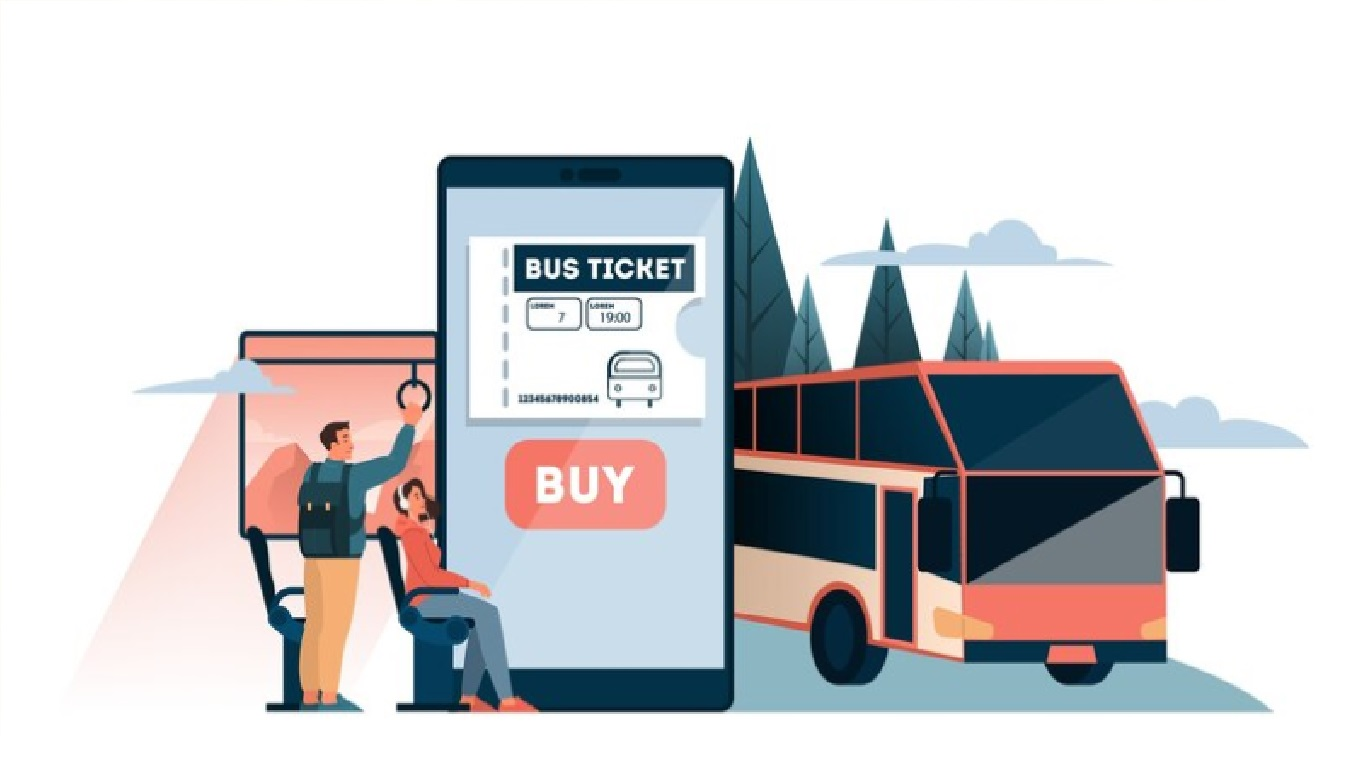 BUS TICKET
LOREM LOREM
7 19:00
12345678900854
BUY